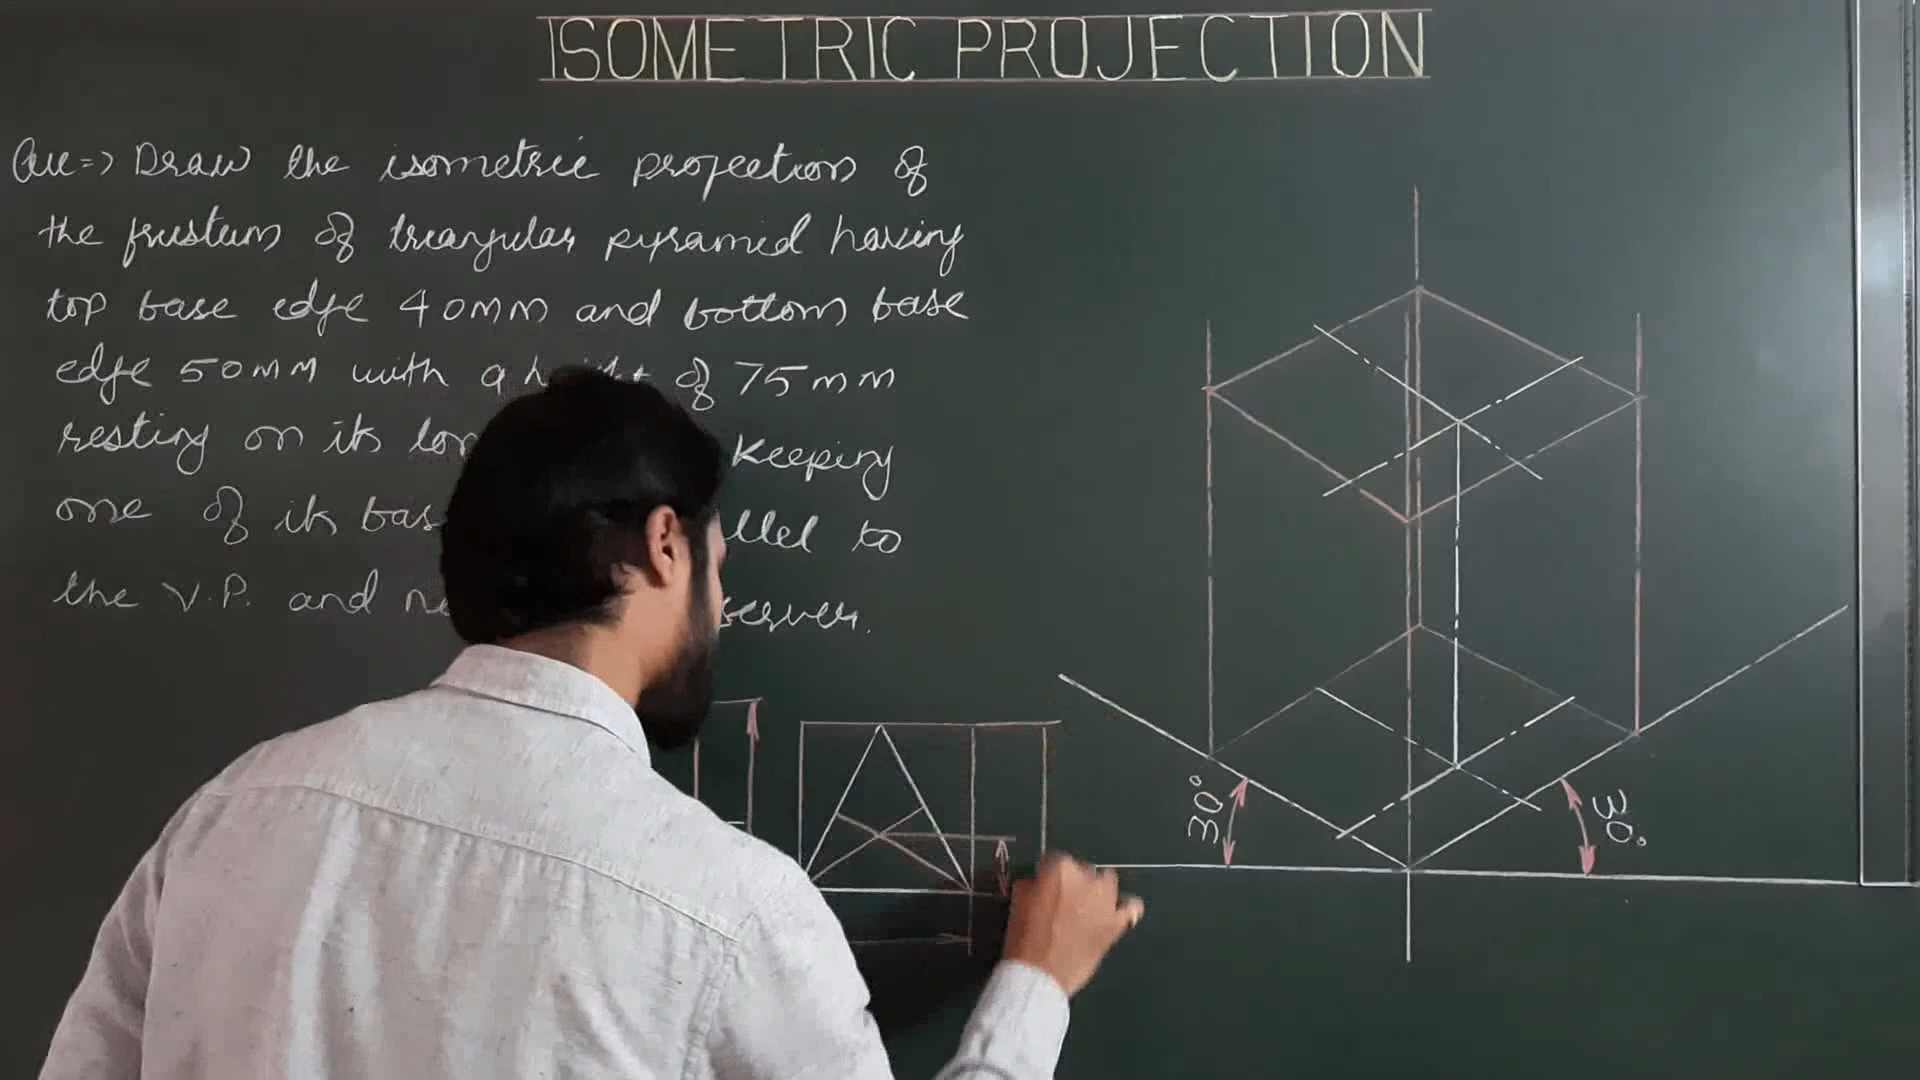 ISOMETRIC PROJECTION
Que=> Draw the isometric projection of
the frustum of triangular pyramid having
top base edge 40mm and bottom base
edge 50mm with a of 75mm
resting on its keeping
one of its to
the V.P. and
30°
30°